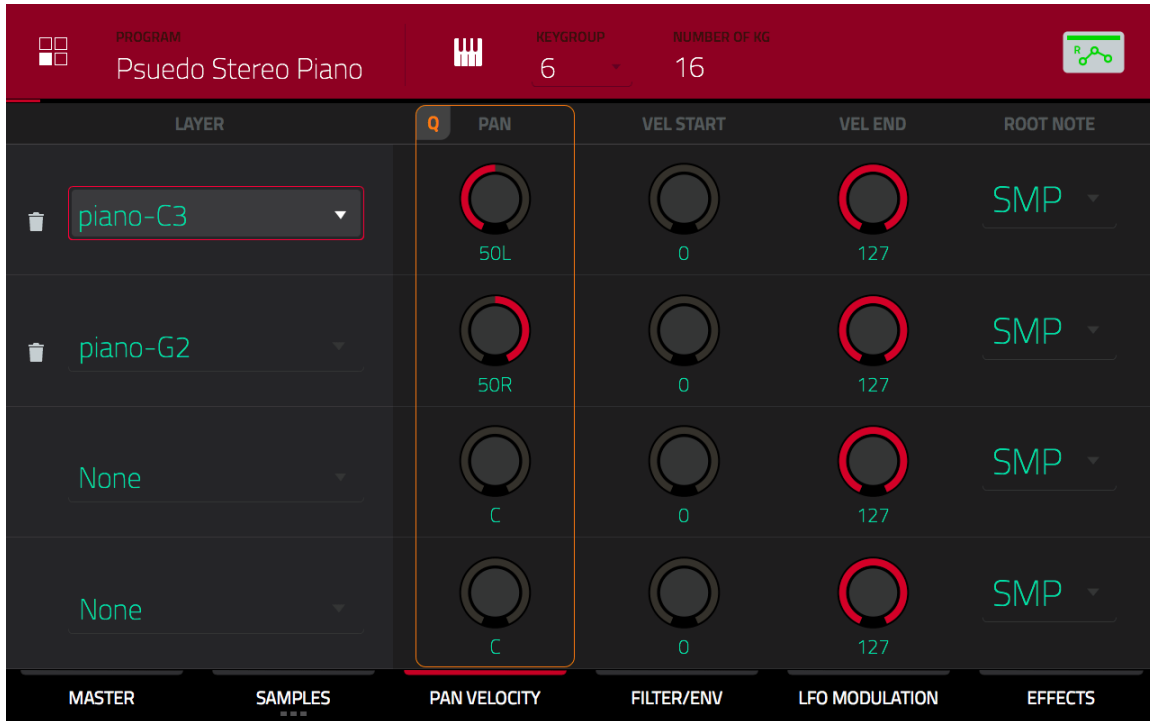 PROGRAM KEYGROUP NUMBER OF KG
Psuedo Stereo Piano 6 16 R
LAYER Q PAN VEL START VEL END ROOT NOTE
piano-C3 SMP
50L 0 127
piano-G2 SMP
50R 0 127
None SMP
C 0 127
None SMP
C 0 127
MASTER SAMPLES PAN VELOCITY FILTER/ENV LFO MODULATION EFFECTS